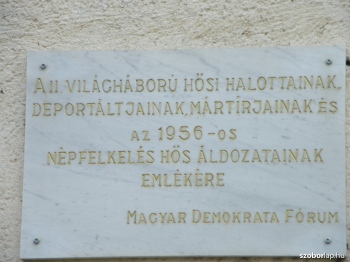 A II. VILÁGHÁBORÚ HŐSI HALOTTAINAK,
DEPORTÁLTJAINAK, MÁRTÍRJAINAK ÉS
AZ 1956-OS
NÉPFELKELÉS HŐS ÁLDOZATAINAK
EMLÉKÉRE
MAGYAR DEMOKRATA FÓRUM
szoborlap.hu